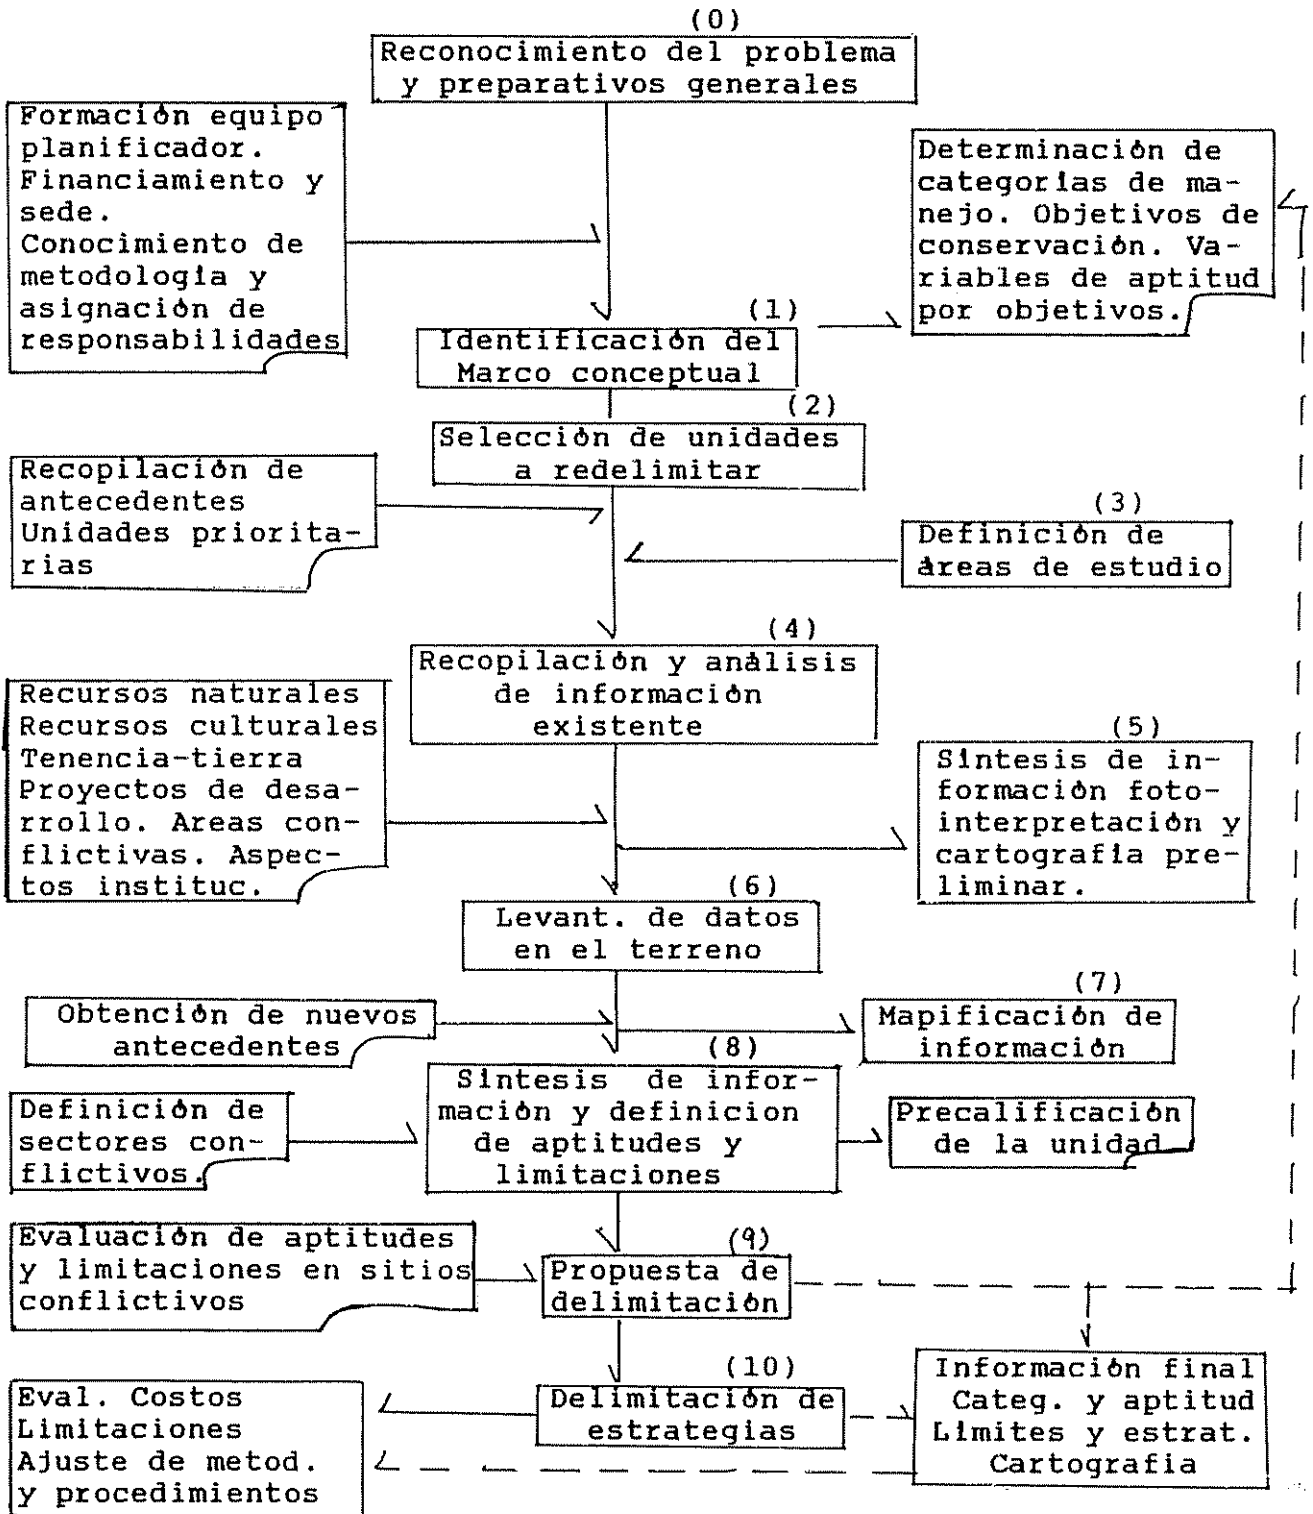 (0)
Reconocimiento del problema
y preparativos generales
Formación equipo
planificador.
Financiamiento y
sede.
Conocimiento de
metodología y
asignación de
responsabilidades
Determinación de
categorías de ma-
nejo. Objetivos de
conservación. Va-
riables de aptitud
por objetivos.
(1)
Identificación del
Marco conceptual
(2)
Selección de unidades
a redelimitar
Recopilación de
antecedentes
Unidades priorita-
rias
(3)
Definición de
áreas de estudio
(4)
Recopilación y análisis
de información
existente
Recursos naturales
Recursos culturales
Tenencia-tierra
Proyectos de desa-
rrollo. Areas con-
flictivas. Aspec-
tos instituc.
(5)
Síntesis de in-
formación foto-
interpretación y
cartografía pre-
liminar.
(6)
Levant. de datos
en el terreno
(7)
Obtención de nuevos
antecedentes
Mapificación de
información
(8)
Síntesis de infor-
mación y definicion
de aptitudes y
limitaciones
Definición de
sectores con-
flictivos.
Precalificación
de la unidad
Evaluación de aptitudes
y limitaciones en sitios
conflictivos
(9)
Propuesta de
delimitación
(10)
Delimitación de
estrategias
Información final
Categ. y aptitud
Límites y estrat.
Cartografia
Eval. Costos
Limitaciones
Ajuste de metod.
y procedimientos